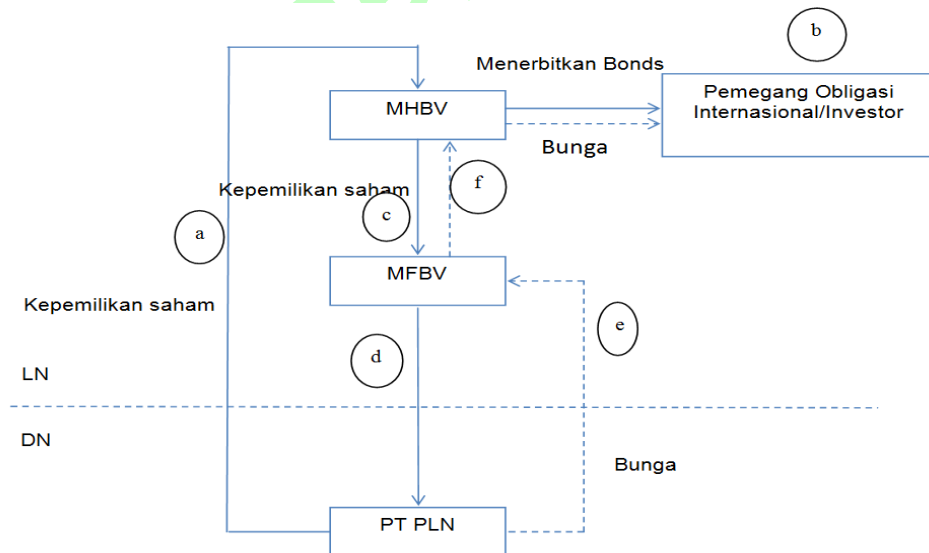 b
Menerbitkan Bonds
MHBV
Pemegang Obligasi
Internasional/Investor
Bunga
Kepemilikan saham
f
c
a
MFBV
Kepemilikan saham
e
d
LN
DN
Bunga
PT PLN